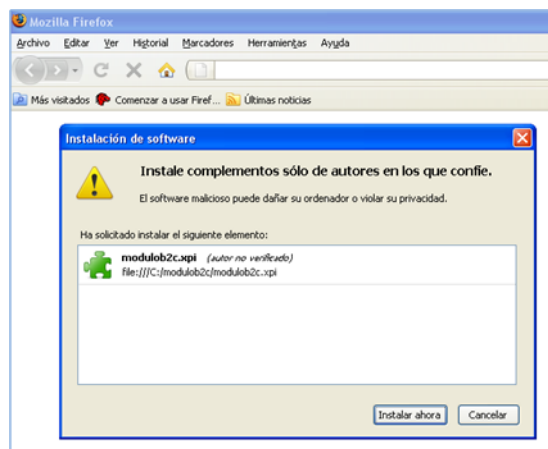 Mozilla Firefox
Archivo Editar Ver Historial Marcadores Herramientas Ayuda
Más visitados Comenzar a usar Firef... Últimas noticias
Instalación de software
Instale complementos sólo de autores en los que confíe.
El software malicioso puede dañar su ordenador o violar su privacidad.
Ha solicitado instalar el siguiente elemento:
modulob2c.xpi (autor no verificado)
file:///C:/modulob2c/modulob2c.xpi
Instalar ahora Cancelar